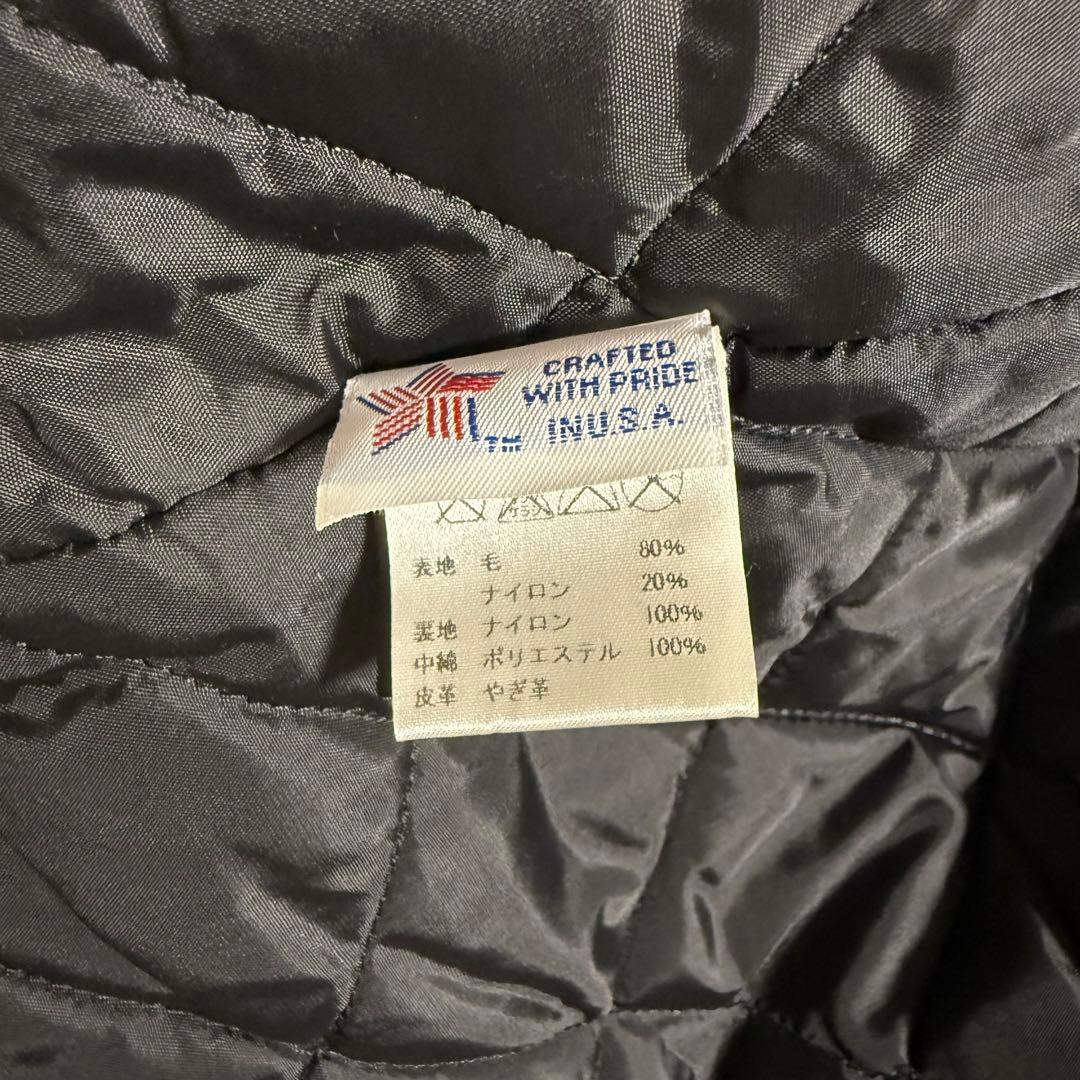 CRAFTED
WITH PRIDE
IN U.S.A.
TM
表地 毛 80%
ナイロン 20%
裏地 ナイロン 100%
中綿 ポリエステル 100%
皮革 やぎ革